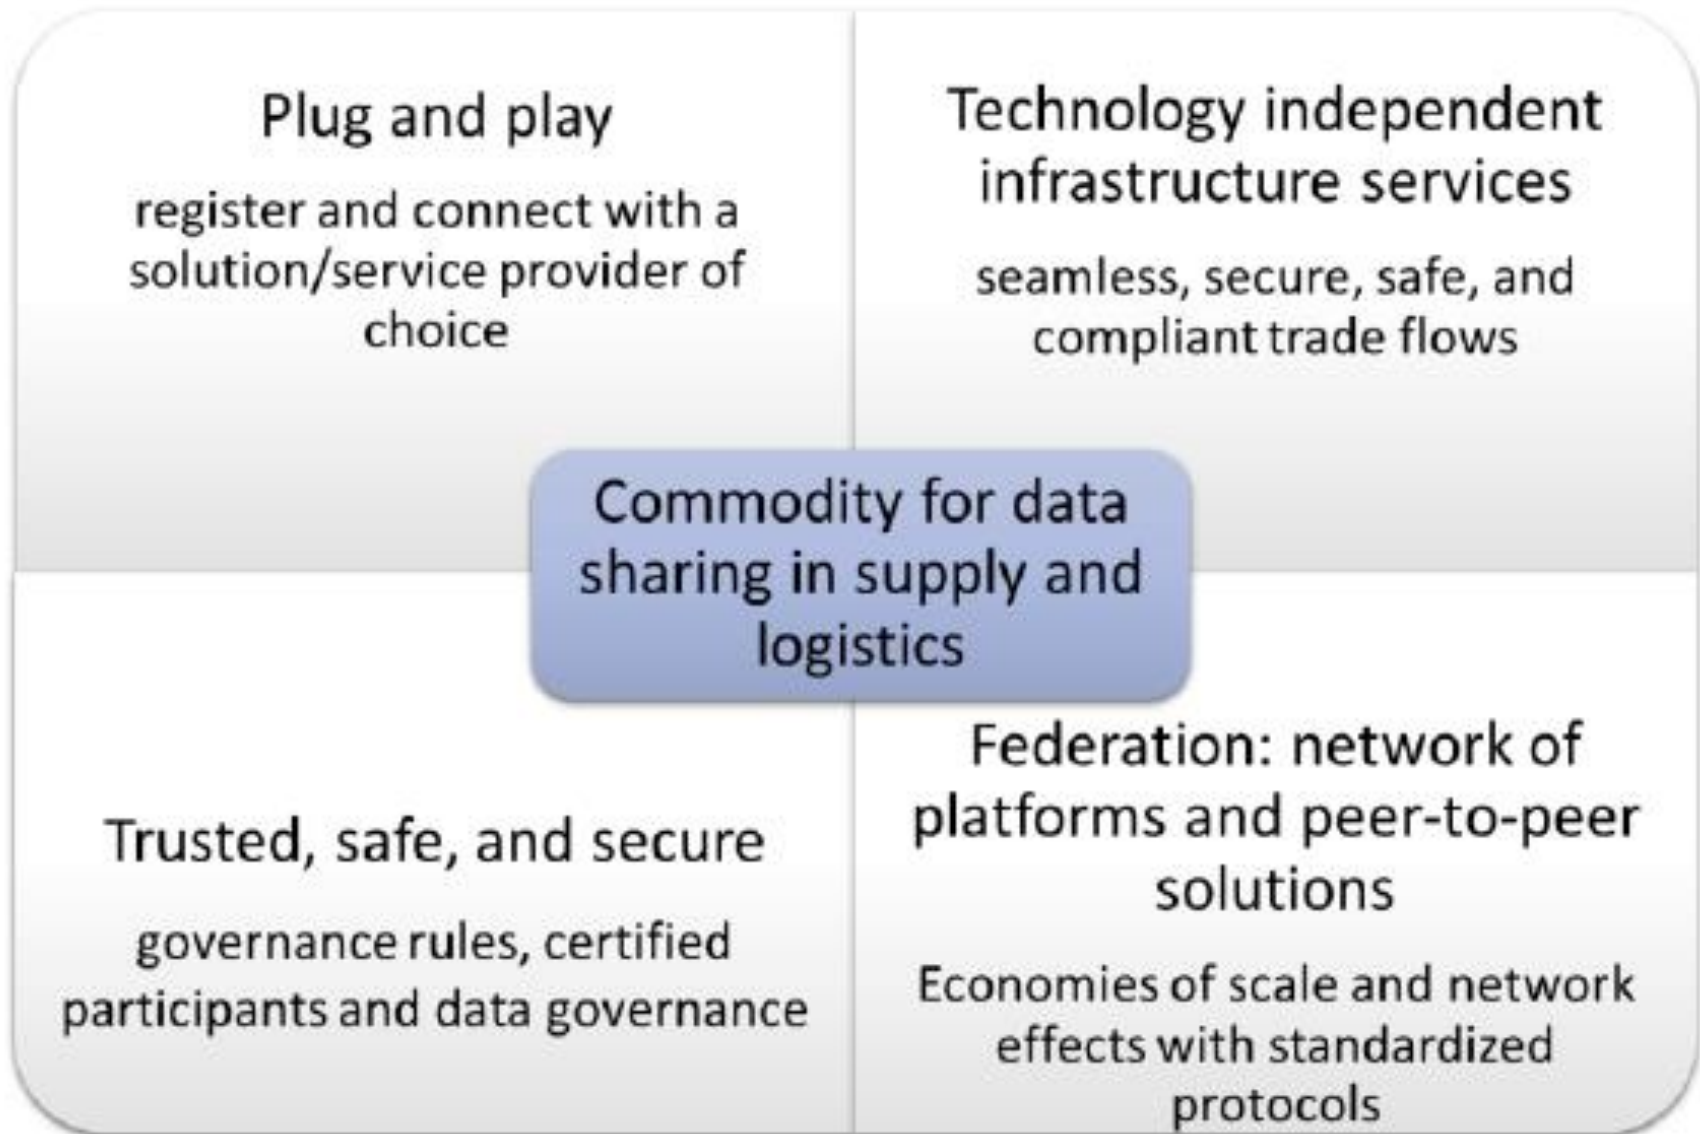 Plug and play
register and connect with a
solution/service provider of
choice
Technology independent
infrastructure services
seamless, secure, safe, and
compliant trade flows
Commodity for data
sharing in supply and
logistics
Trusted, safe, and secure
governance rules, certified
participants and data governance
Federation: network of
platforms and peer-to-peer
solutions
Economies of scale and network
effects with standardized
protocols